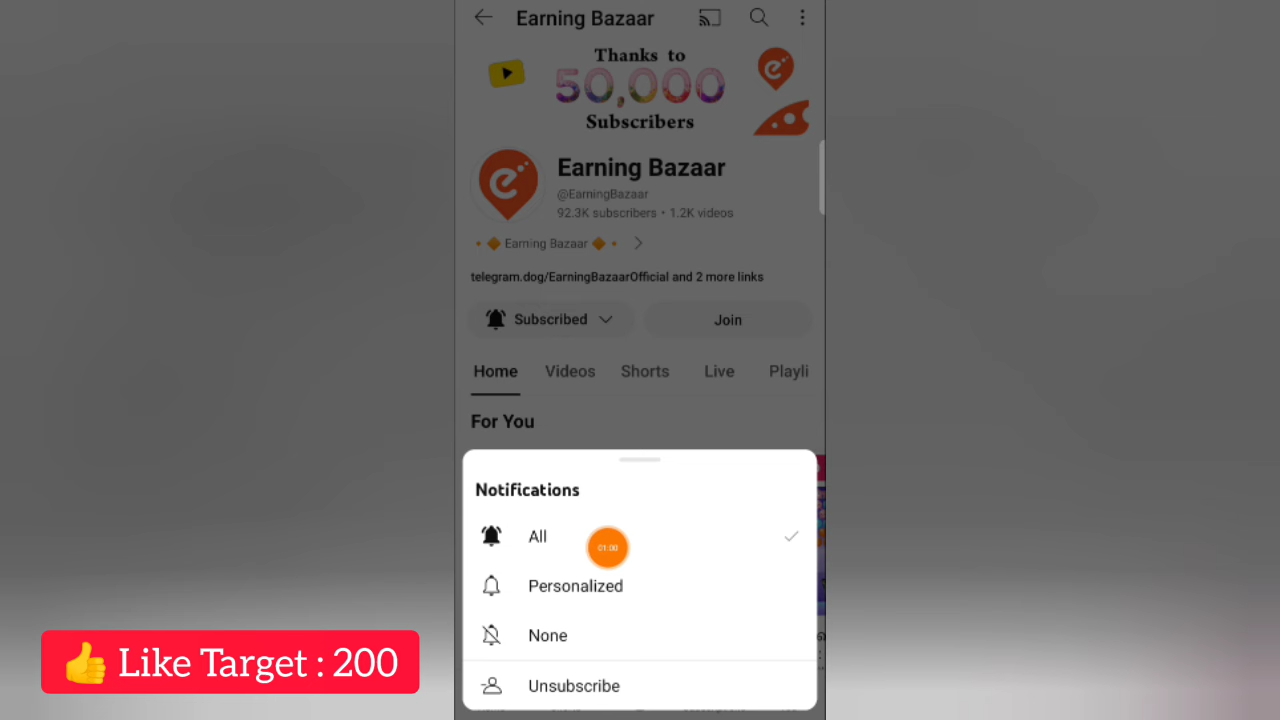 Earning Bazaar
Thanks to
50,000
Subscribers
Earning Bazaar
@EarningBazaar
92.3K subscribers • 1.2K videos
🔸🔶 Earning Bazaar 🔶🔸
telegram.dog/EarningBazaarOfficial and 2 more links
Subscribed
Join
Home Videos Shorts Live Playli
For You
Notifications
All
01:00
Personalized
None
Unsubscribe
👍 Like Target : 200